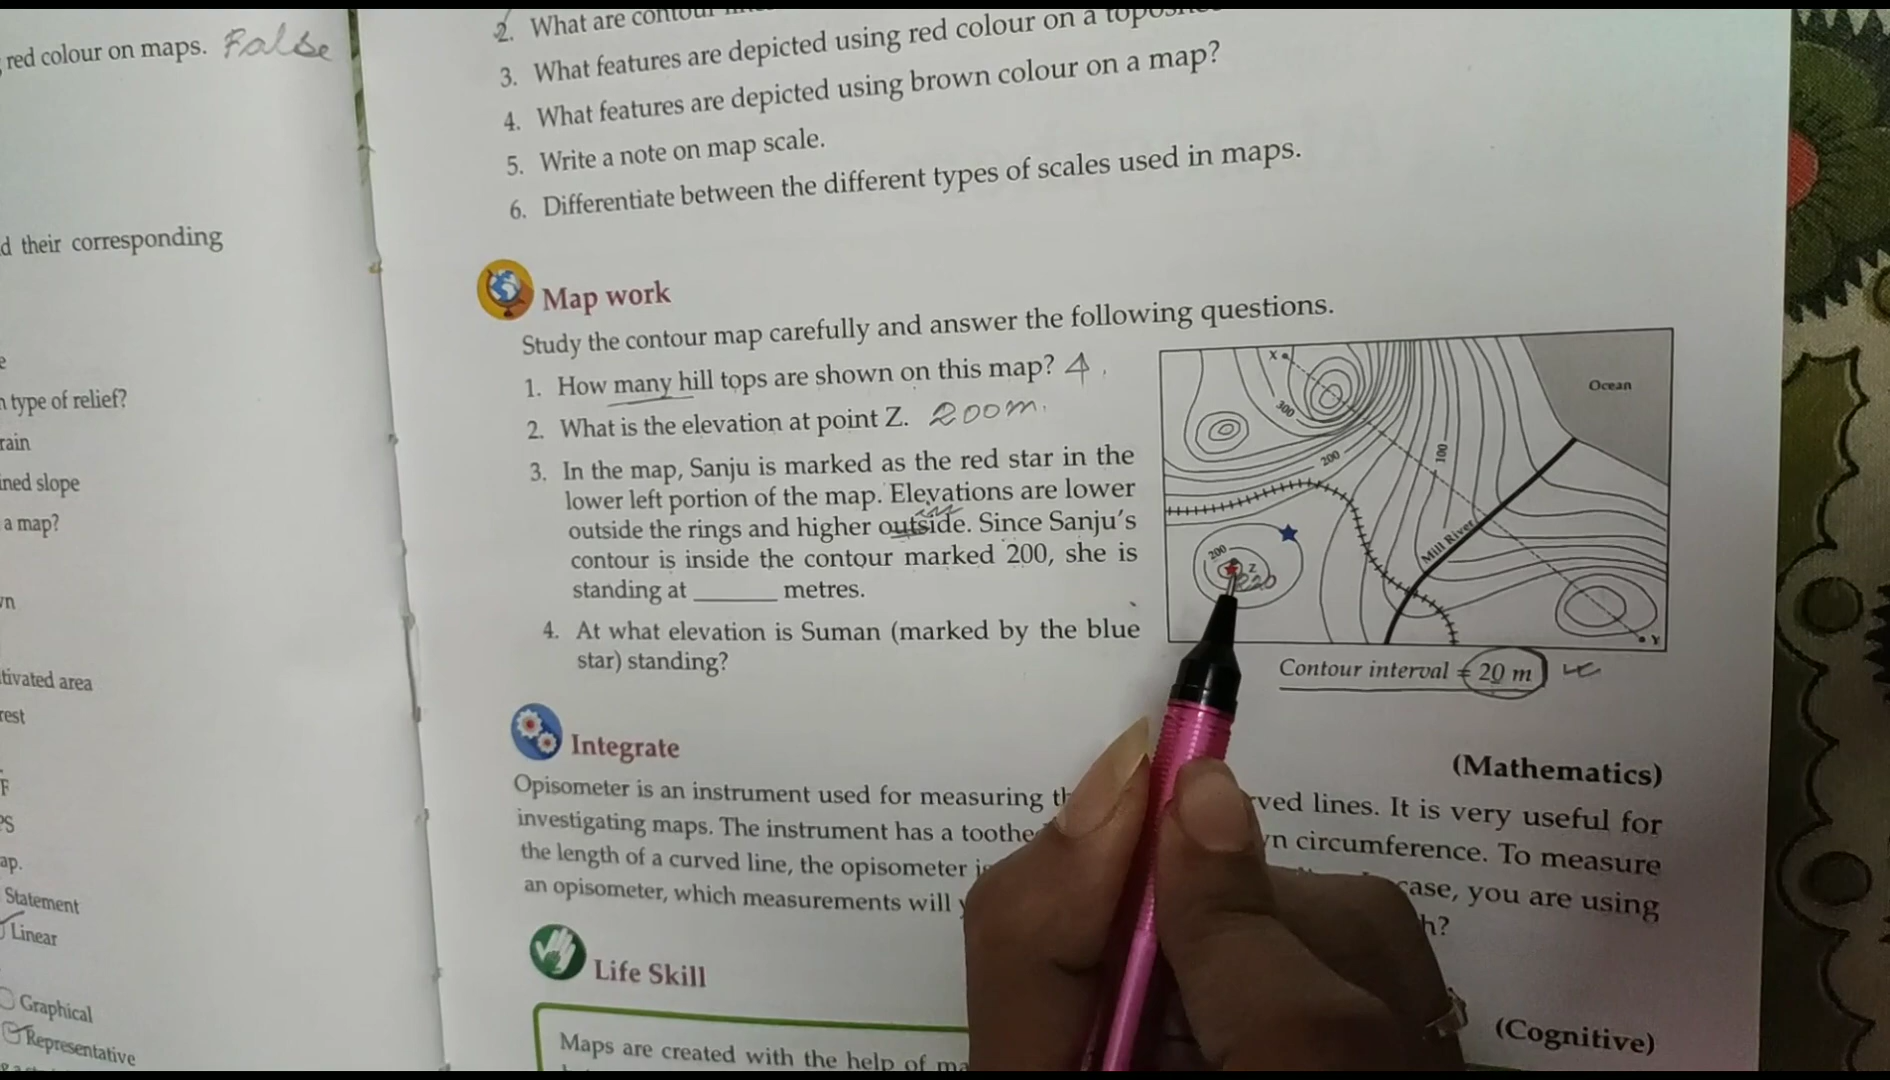 red colour on maps. False
d their corresponding
e
n type of relief?
rain
ined slope
a map?
vn
tivated area
rest
F
PS
ap.
Statement
Linear
Graphical
Representative
2. What are contour
3. What features are depicted using red colour on a
4. What features are depicted using brown colour on a map?
5. Write a note on map scale.
6. Differentiate between the different types of scales used in maps.
Map work
Study the contour map carefully and answer the following questions.
1. How many hill tops are shown on this map? 4.
2. What is the elevation at point Z. 200m.
3. In the map, Sanju is marked as the red star in the
lower left portion of the map. Elevations are lower
outside the rings and higher outside. Since Sanju's
contour is inside the contour marked 200, she is
standing at ______ metres.
4. At what elevation is Suman (marked by the blue
star) standing?
X
Ocean
300
200
100
Mill River
200
Z
220
Y
Contour interval = 20 m
Integrate
(Mathematics)
Opisometer is an instrument used for measuring th rved lines. It is very useful for
investigating maps. The instrument has a toothe vn circumference. To measure
the length of a curved line, the opisometer i case, you are using
an opisometer, which measurements will y h?
Life Skill
(Cognitive)
Maps are created with the help of ma